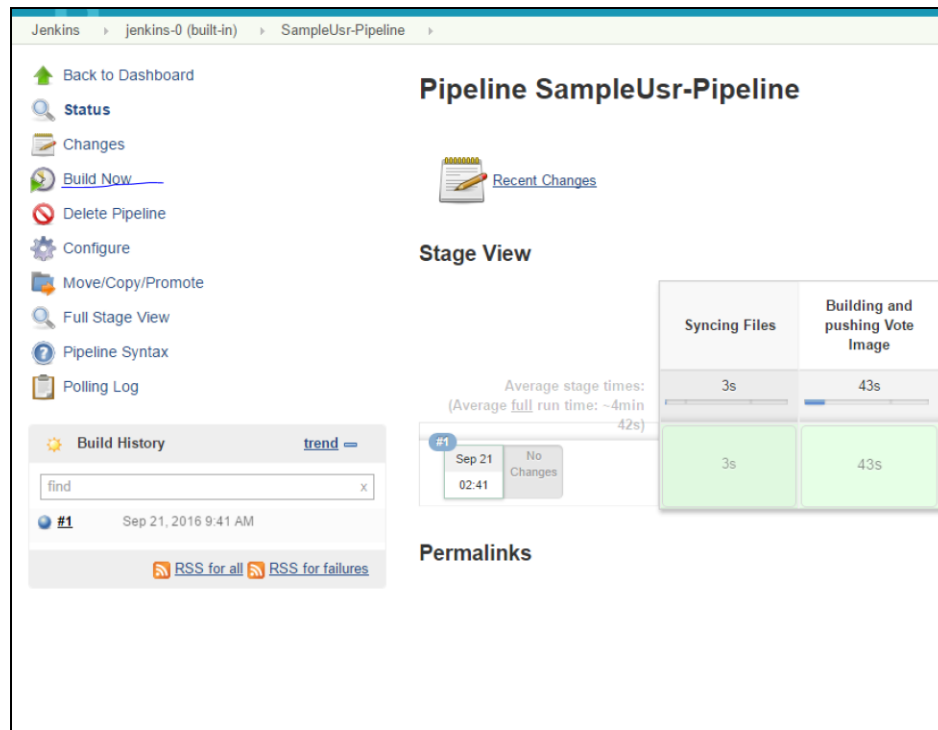 Jenkins jenkins-0 (built-in) SampleUsr-Pipeline
Back to Dashboard
Status
Changes
Build Now
Delete Pipeline
Configure
Move/Copy/Promote
Full Stage View
Pipeline Syntax
Polling Log
Build History trend
find x
#1 Sep 21, 2016 9:41 AM
RSS for all RSS for failures
Pipeline SampleUsr-Pipeline
Recent Changes
Stage View
Syncing Files
Building and
pushing Vote
Image
Average stage times:
(Average full run time: ~4min
42s)
3s
43s
#1
Sep 21
02:41
No
Changes
3s
43s
Permalinks